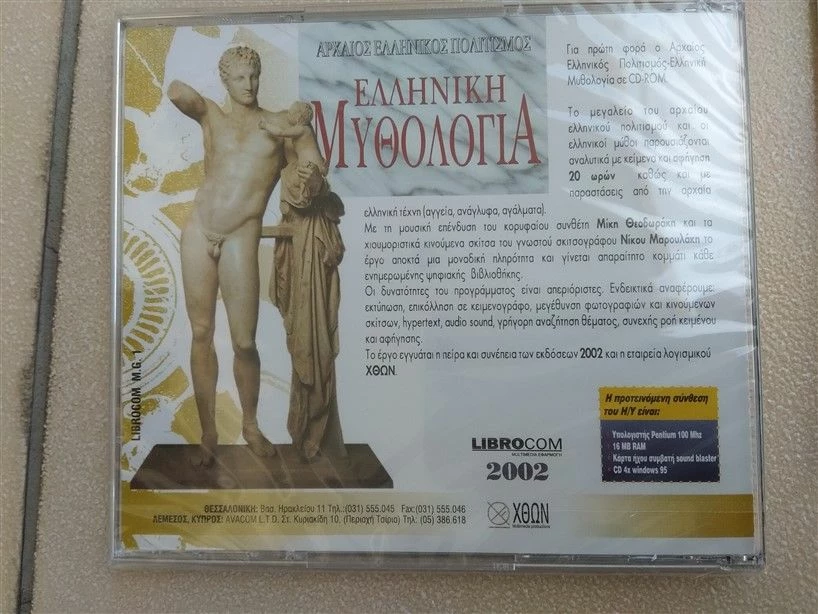 ΑΡΧΑΙΟΣ ΕΛΛΗΝΙΚΟΣ ΠΟΛΙΤΙΣΜΟΣ
ΕΛΛΗΝΙΚΗ
ΜΥΘΟΛΟΓΙΑ
Για πρώτη φορά ο Αρχαίος
Ελληνικός Πολιτισμός-Ελληνική
Μυθολογία σε CD-ROM.
Το μεγαλείο του αρχαίου
ελληνικού πολιτισμού και οι
ελληνικοί μύθοι παρουσιάζονται
αναλυτικά με κείμενο και αφήγηση
20 ωρών καθώς και με
παραστάσεις από την αρχαία
ελληνική τέχνη (αγγεία, ανάγλυφα, αγάλματα).
Με τη μουσική επένδυση του κορυφαίου συνθέτη Μίκη Θεοδωράκη και τα
χιουμοριστικά κινούμενα σκίτσα του γνωστού σκιτσογράφου Νίκου Μαρουλάκη το
έργο αποκτά μια μοναδική πληρότητα και γίνεται απαραίτητο κομμάτι κάθε
ενημερωμένης ψηφιακής βιβλιοθήκης.
Οι δυνατότητες του προγράμματος είναι απεριόριστες. Ενδεικτικά αναφέρουμε:
εκτύπωση, επικόλληση σε κειμενογράφο, μεγέθυνση φωτογραφιών και κινούμενων
σκίτσων, hypertext, audio sound, γρήγορη αναζήτηση θέματος, συνεχής ροή κειμένου
και αφήγησης.
Το έργο εγγυάται η πείρα και συνέπεια των εκδόσεων 2002 και η εταιρεία λογισμικού
ΧΘΩΝ.
LIBROCOM M.G. 1
Η προτεινόμενη σύνθεση
του Η/Υ είναι:
Υπολογιστής Pentium 100 Mhz
16 MB RAM
Κάρτα ήχου συμβατή sound blaster
CD 4x windows 95
LIBROCOM
MULTIMEDIA ΕΦΑΡΜΟΓΗ
2002
ΘΕΣΣΑΛΟΝΙΚΗ: Βασ. Ηρακλείου 11 Τηλ.:(031) 555.045 Fax:(031) 555.046
ΛΕΜΕΣΟΣ, ΚΥΠΡΟΣ: AVACOM L.T.D. Στ. Κυριακίδη 10, (Περιοχή Τσίρειο) Τηλ: (05) 386.618
ΧΘΩΝ
Multimedia productions